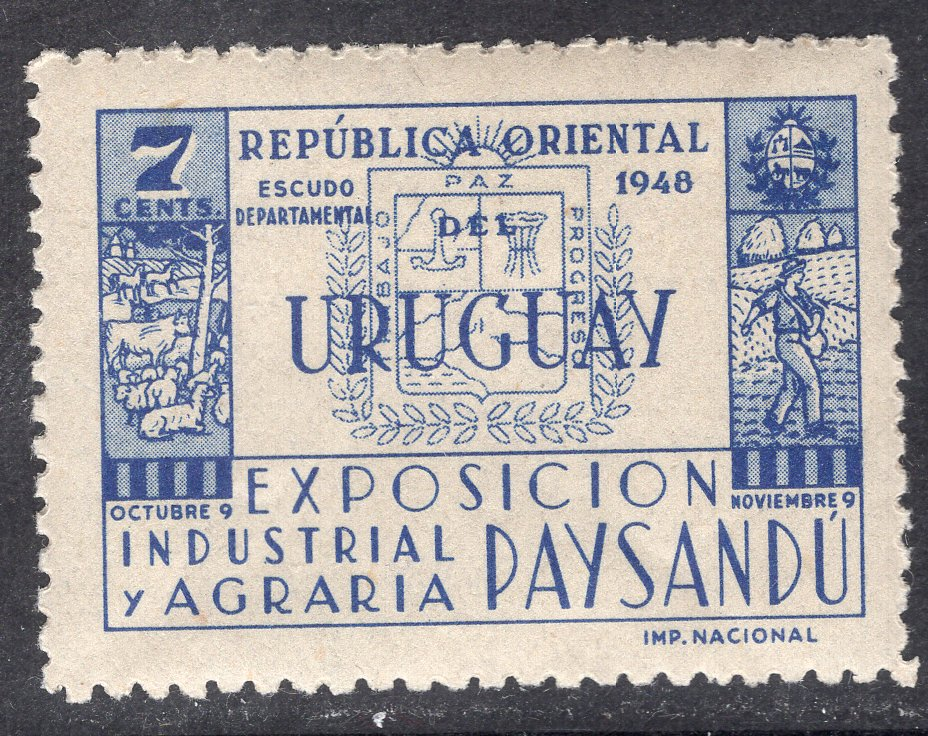 7
CENTS.
REPÚBLICA ORIENTAL
ESCUDO
DEPARTAMENTAL
1948
PAZ
DEL
BAJO
PROGRESO
URUGUAY
OCTUBRE 9
EXPOSICION
NOVIEMBRE 9
INDUSTRIAL
y AGRARIA
PAYSANDÚ
IMP. NACIONAL